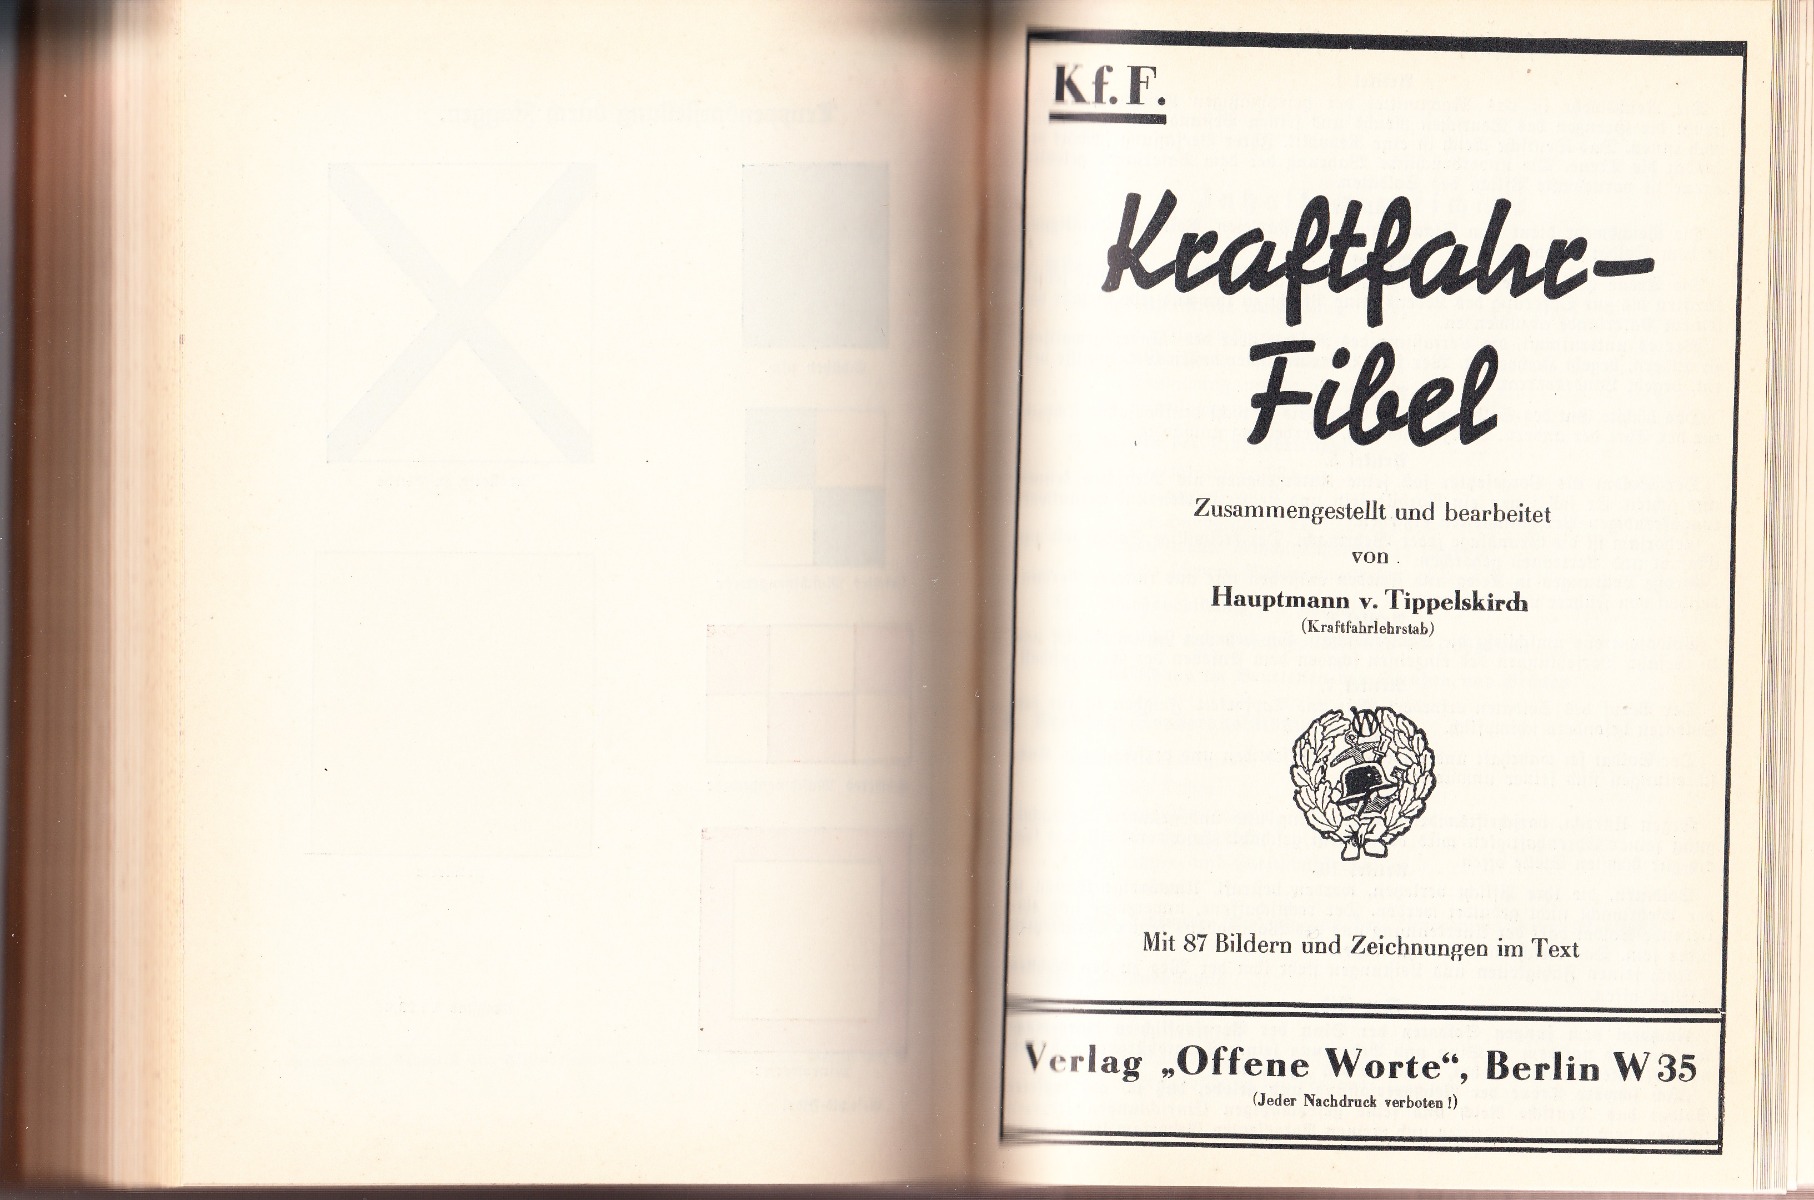 Kf. F.
Kraftfahr-
Fibel
Zusammengestellt und bearbeitet
von
Hauptmann v. Tippelskirch
(Kraftfahrlehrstab)
W
Mit 87 Bildern und Zeichnungen im Text
Verlag „Offene Worte“, Berlin W 35
(Jeder Nachdruck verboten!)